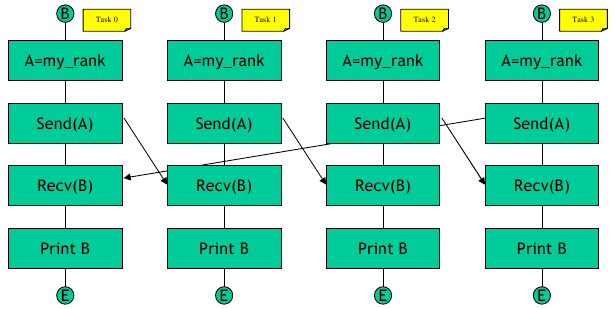 B Task 0 B Task 1 B Task 2 B Task 3
A=my_rank A=my_rank A=my_rank A=my_rank
Send(A) Send(A) Send(A) Send(A)
Recv(B) Recv(B) Recv(B) Recv(B)
Print B Print B Print B Print B
E E E E